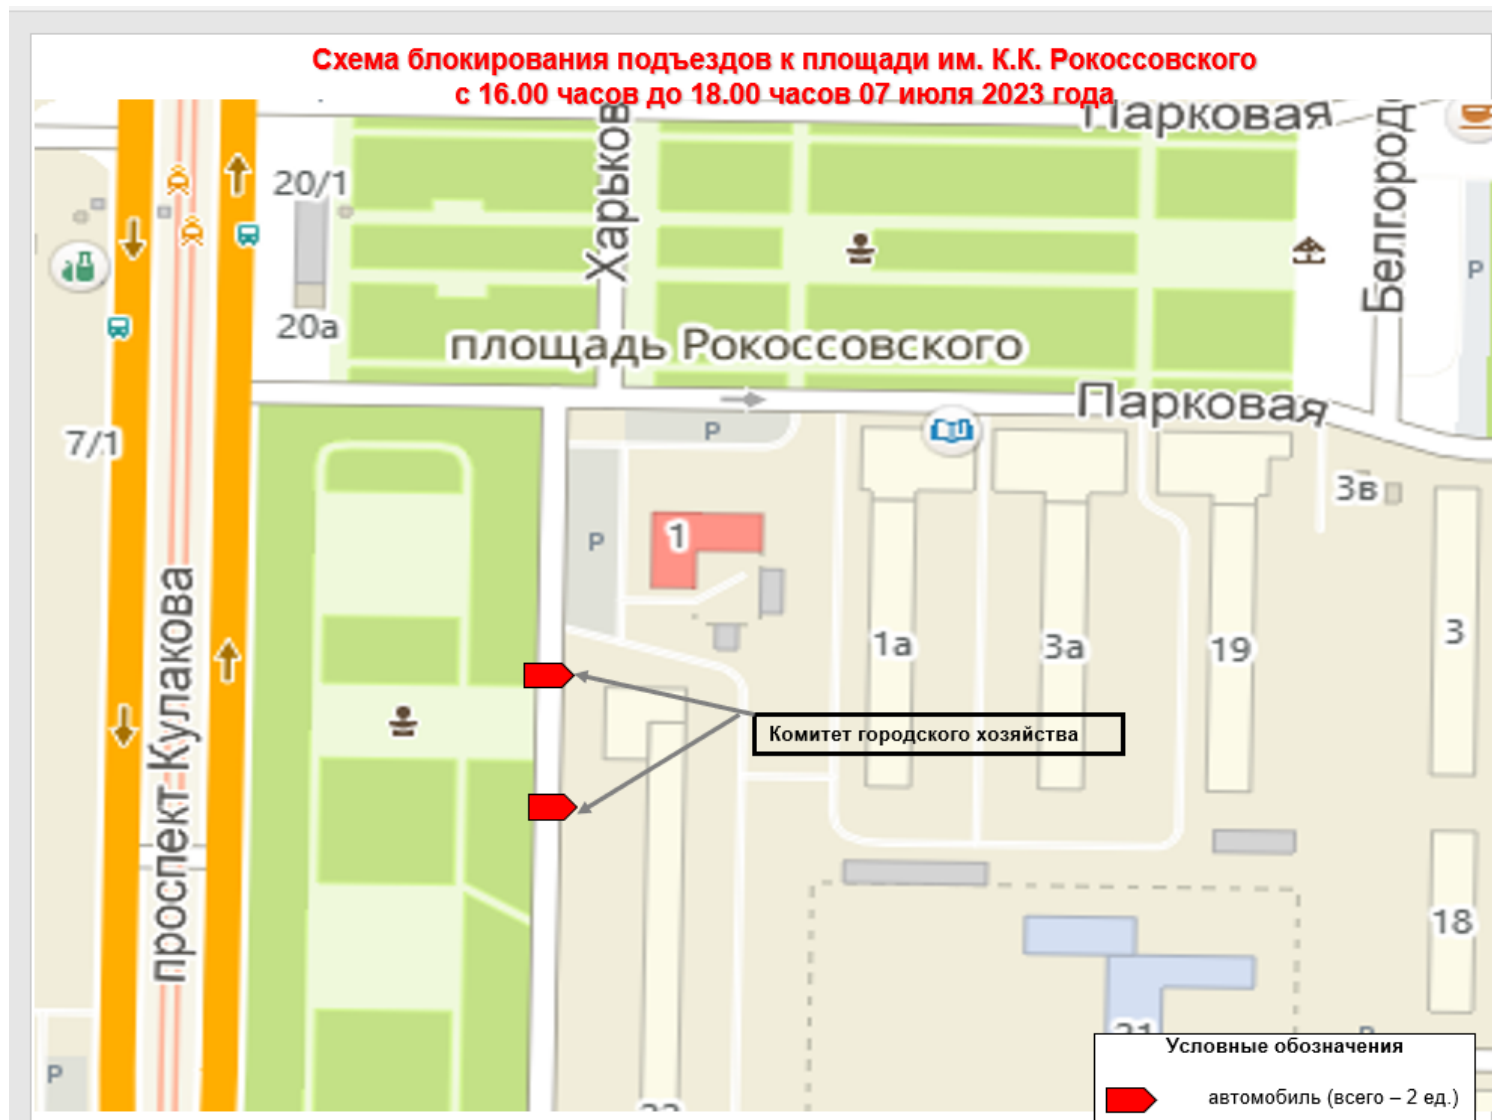 Схема блокирования подъездов к площади им. К.К. Рокоссовского
с 16.00 часов до 18.00 часов 07 июля 2023 года
Парковая
Харьков
Белгород
20/1
P
20а
площадь Рокоссовского
Парковая
7/1
P
3в
1
P
проспект Кулакова
1а
3а
19
3
Комитет городского хозяйства
18
P
Условные обозначения
автомобиль (всего – 2 ед.)